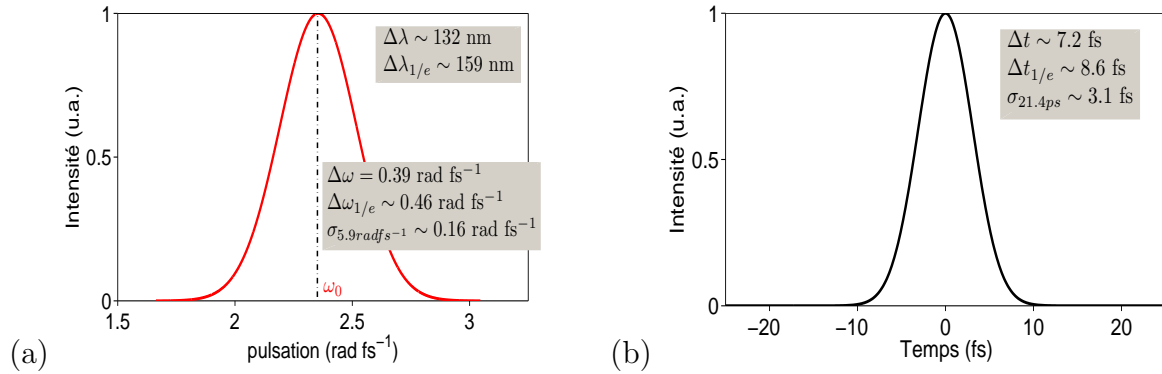 1
0.5
0
Intensité (u.a.)
Δλ ∼ 132 nm
Δλ1/e ∼ 159 nm
Δω = 0.39 rad fs−1
Δω1/e ∼ 0.46 rad fs−1
σ5.9radfs−1 ∼ 0.16 rad fs−1
ω0
1.5 2 2.5 3
pulsation (rad fs−1)
(a)
1
0.5
0
Intensité (u.a.)
Δt ∼ 7.2 fs
Δt1/e ∼ 8.6 fs
σ21.4ps ∼ 3.1 fs
−20 −10 0 10 20
Temps (fs)
(b)